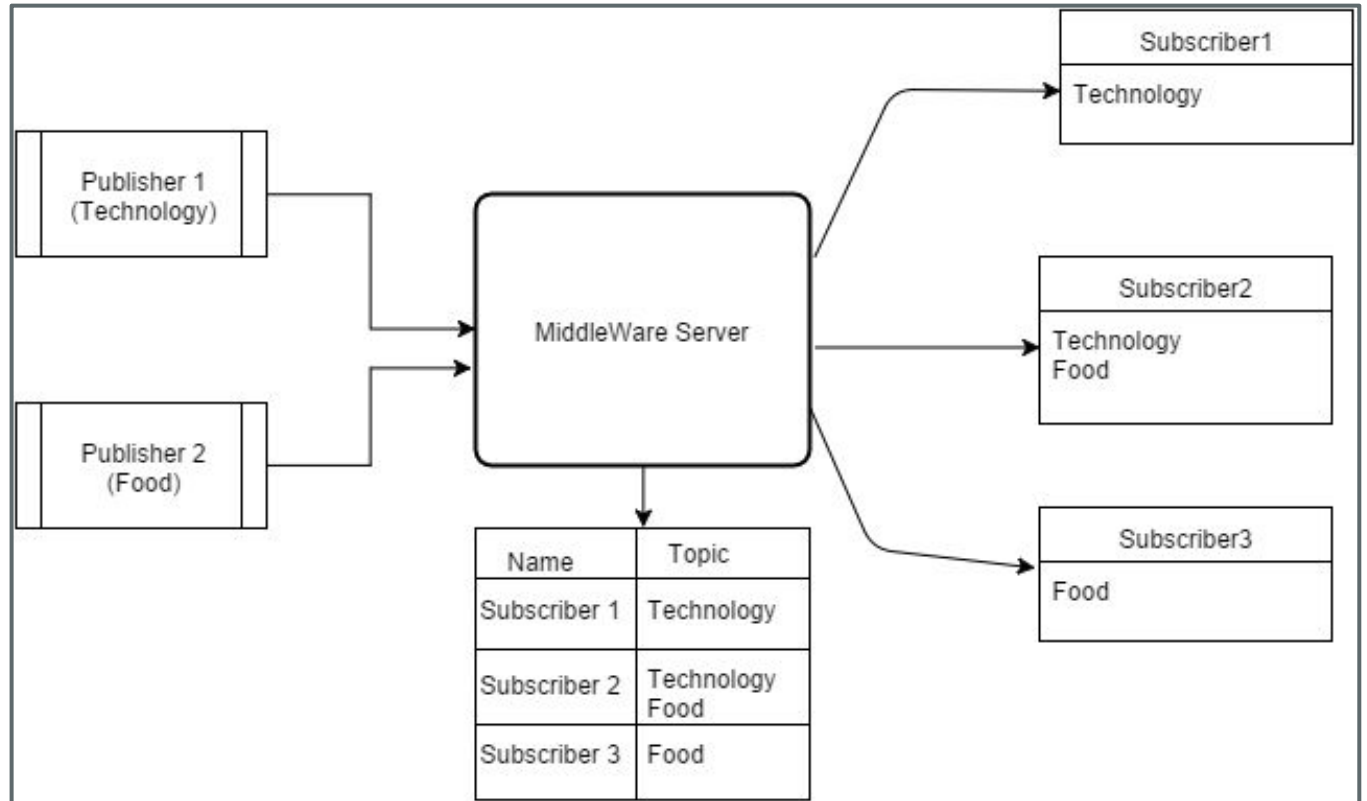 Publisher 1
(Technology)
Publisher 2
(Food)
MiddleWare Server
Name Topic
Subscriber 1 Technology
Subscriber 2 Technology
Food
Subscriber 3 Food
Subscriber1
Technology
Subscriber2
Technology
Food
Subscriber3
Food